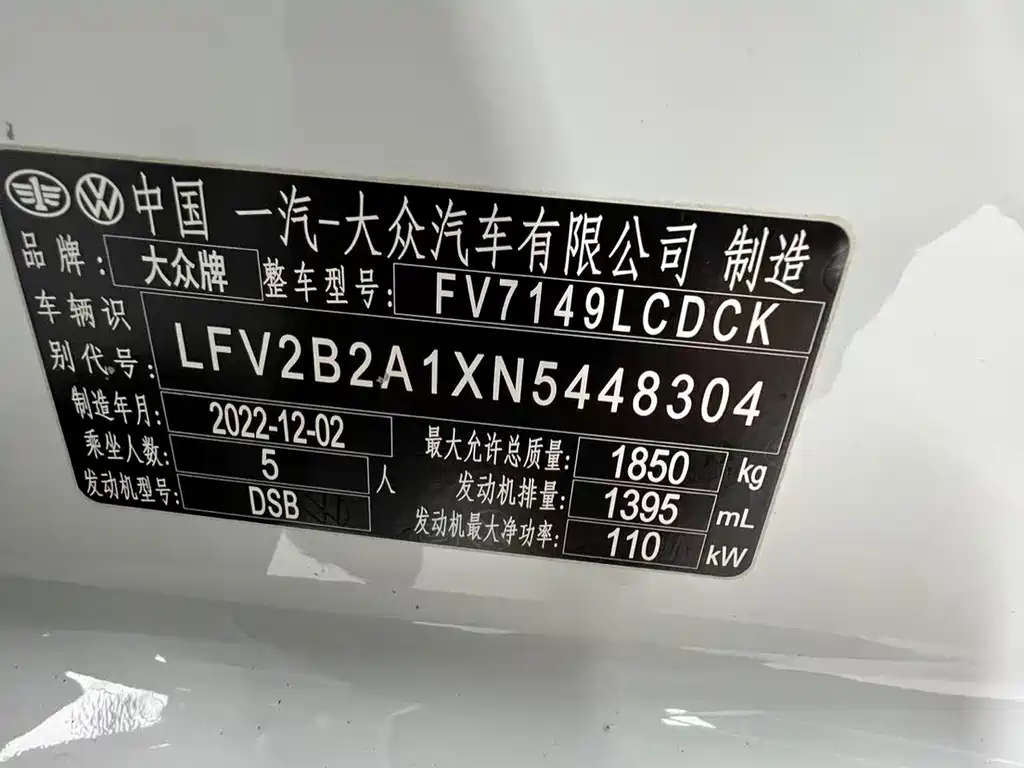 中国 一汽-大众汽车有限公司 制造
品牌: 大众牌 整车型号: FV7149LCDCK
车辆识别代号: LFV2B2A1XN5448304
制造年月: 2022-12-02 最大允许总质量: 1850 kg
乘坐人数: 5 人 发动机排量: 1395 mL
发动机型号: DSB 发动机最大净功率: 110 kW